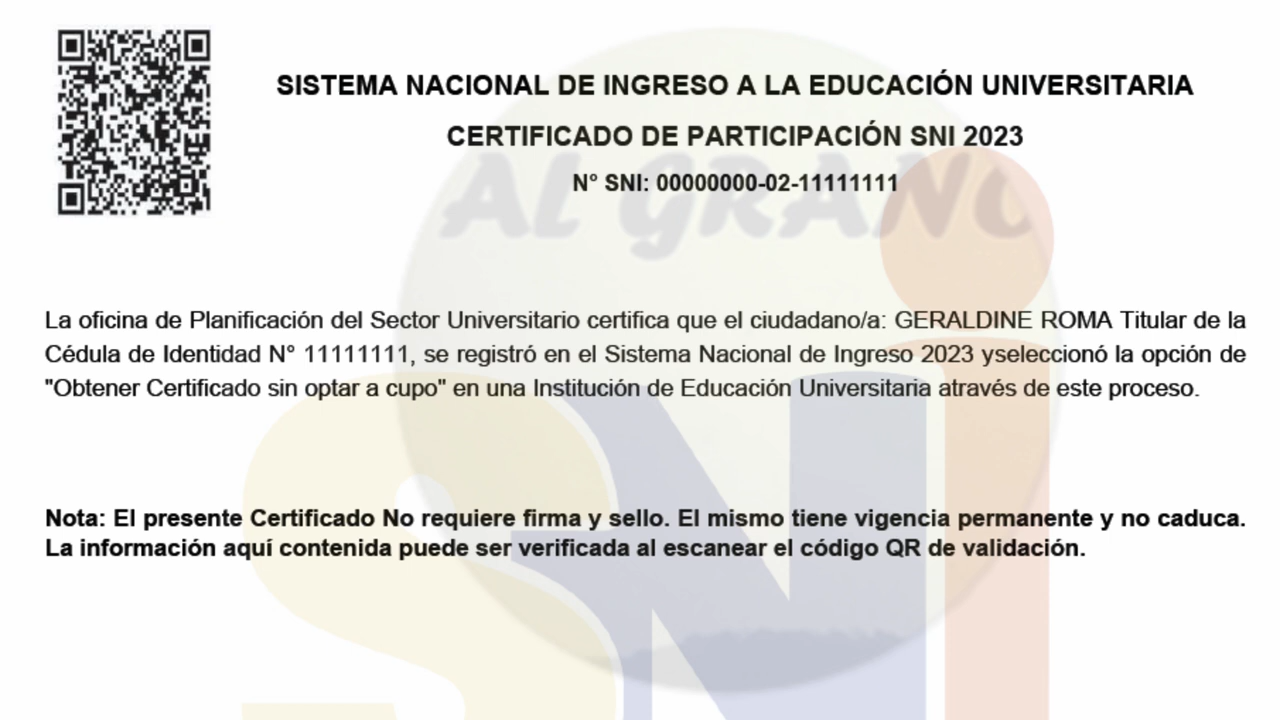 SISTEMA NACIONAL DE INGRESO A LA EDUCACIÓN UNIVERSITARIA
CERTIFICADO DE PARTICIPACIÓN SNI 2023
N° SNI: 00000000-02-11111111
AL GRANO
La oficina de Planificación del Sector Universitario certifica que el ciudadano/a: GERALDINE ROMA Titular de la
Cédula de Identidad N° 11111111, se registró en el Sistema Nacional de Ingreso 2023 yseleccionó la opción de
"Obtener Certificado sin optar a cupo" en una Institución de Educación Universitaria através de este proceso.
Nota: El presente Certificado No requiere firma y sello. El mismo tiene vigencia permanente y no caduca.
La información aquí contenida puede ser verificada al escanear el código QR de validación.
SNi